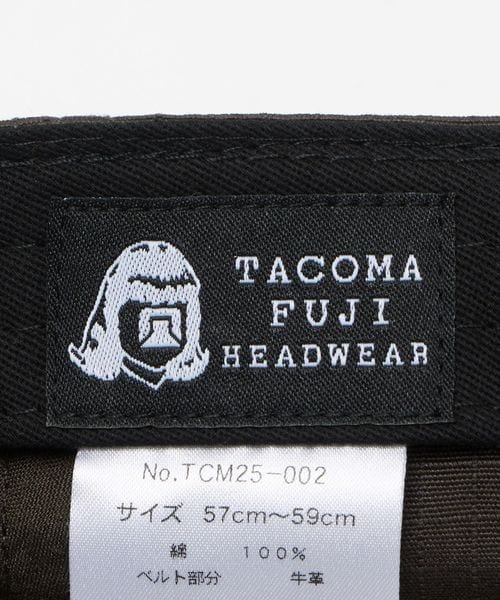 TACOMA
FUJI
HEADWEAR
No.TCM25-002
サイズ 57cm～59cm
綿 100%
ベルト部分 牛革